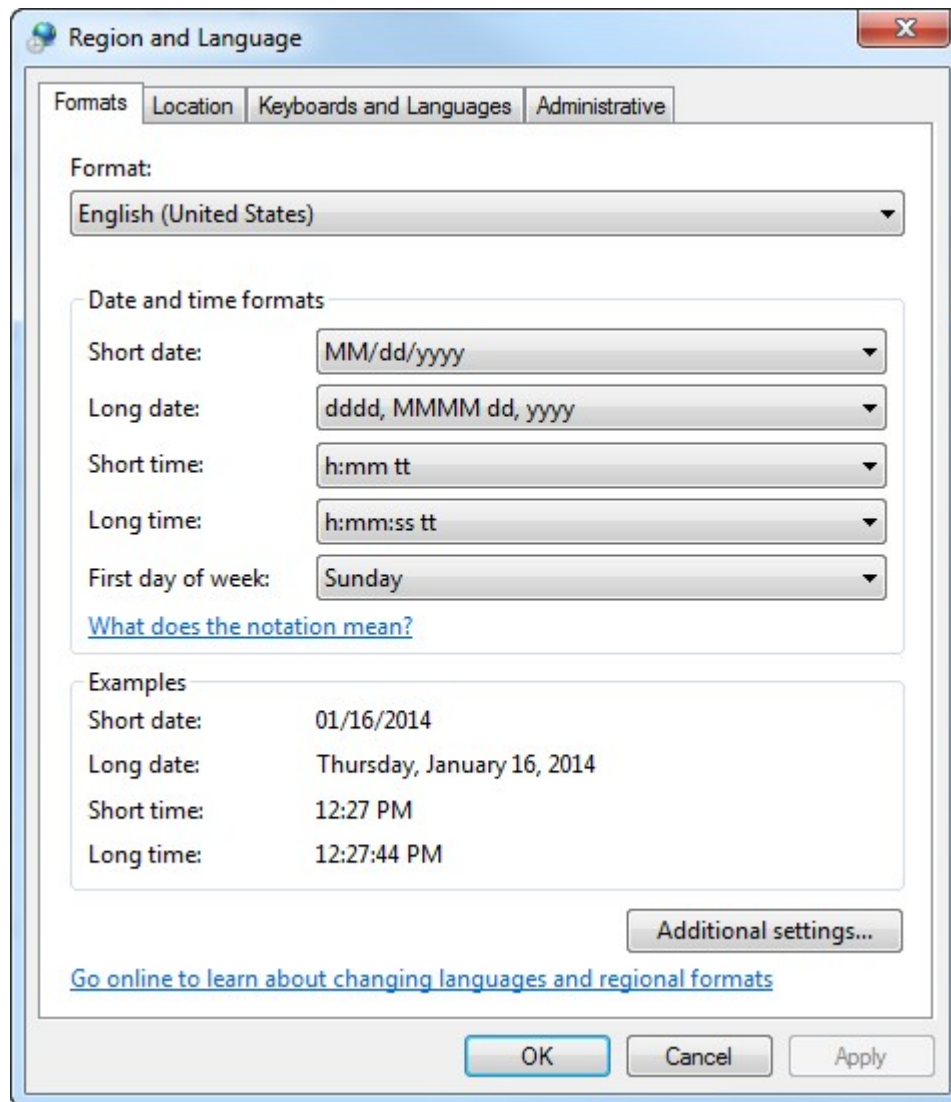 Region and Language
Formats Location Keyboards and Languages Administrative
Format:
English (United States)
Date and time formats
Short date: MM/dd/yyyy
Long date: dddd, MMMM dd, yyyy
Short time: h:mm tt
Long time: h:mm:ss tt
First day of week: Sunday
What does the notation mean?
Examples
Short date: 01/16/2014
Long date: Thursday, January 16, 2014
Short time: 12:27 PM
Long time: 12:27:44 PM
Additional settings...
Go online to learn about changing languages and regional formats
OK Cancel Apply